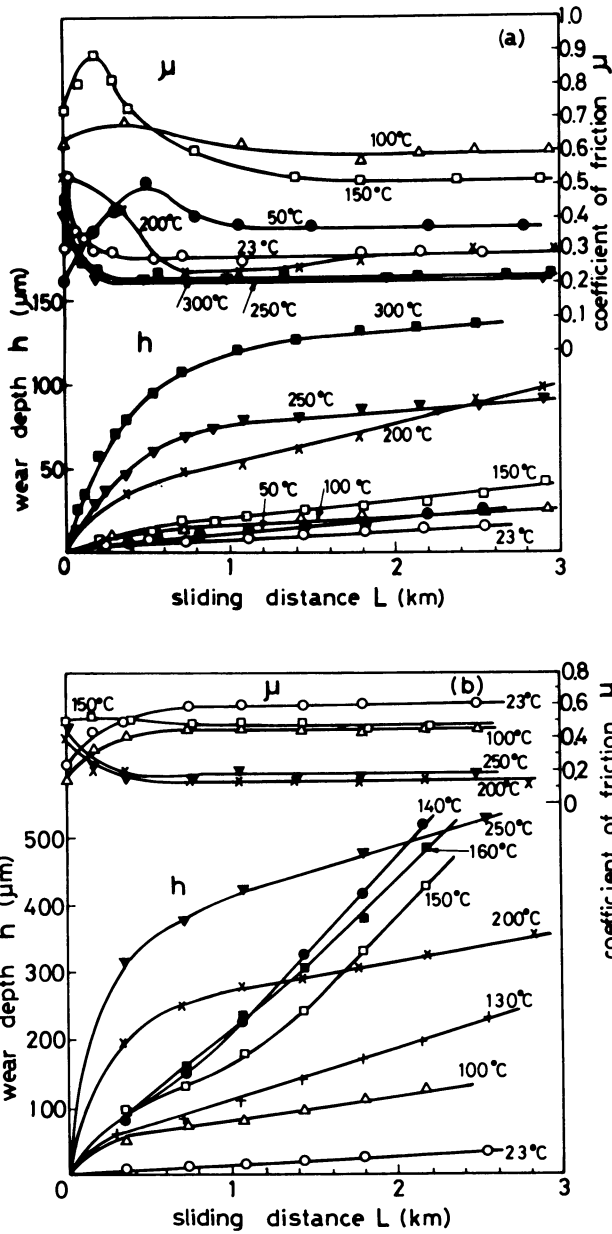 (a)
μ
1.0
0.9
0.8
0.7
0.6
0.5
0.4
0.3
0.2
0.1
0
coefficient of friction μ
100°C
150°C
50°C
200°C
23°C
300°C
250°C
h
300°C
250°C
200°C
150°C
100°C
50°C
23°C
150
100
50
wear depth h (μm)
0
1
2
3
sliding distance L (km)
μ
(b)
0.8
0.6
0.4
0.2
0
coefficient of friction μ
150°C
23°C
100°C
250°C
200°C
h
140°C
250°C
160°C
150°C
200°C
130°C
100°C
23°C
500
400
300
200
100
wear depth h (μm)
0
1
2
3
sliding distance L (km)